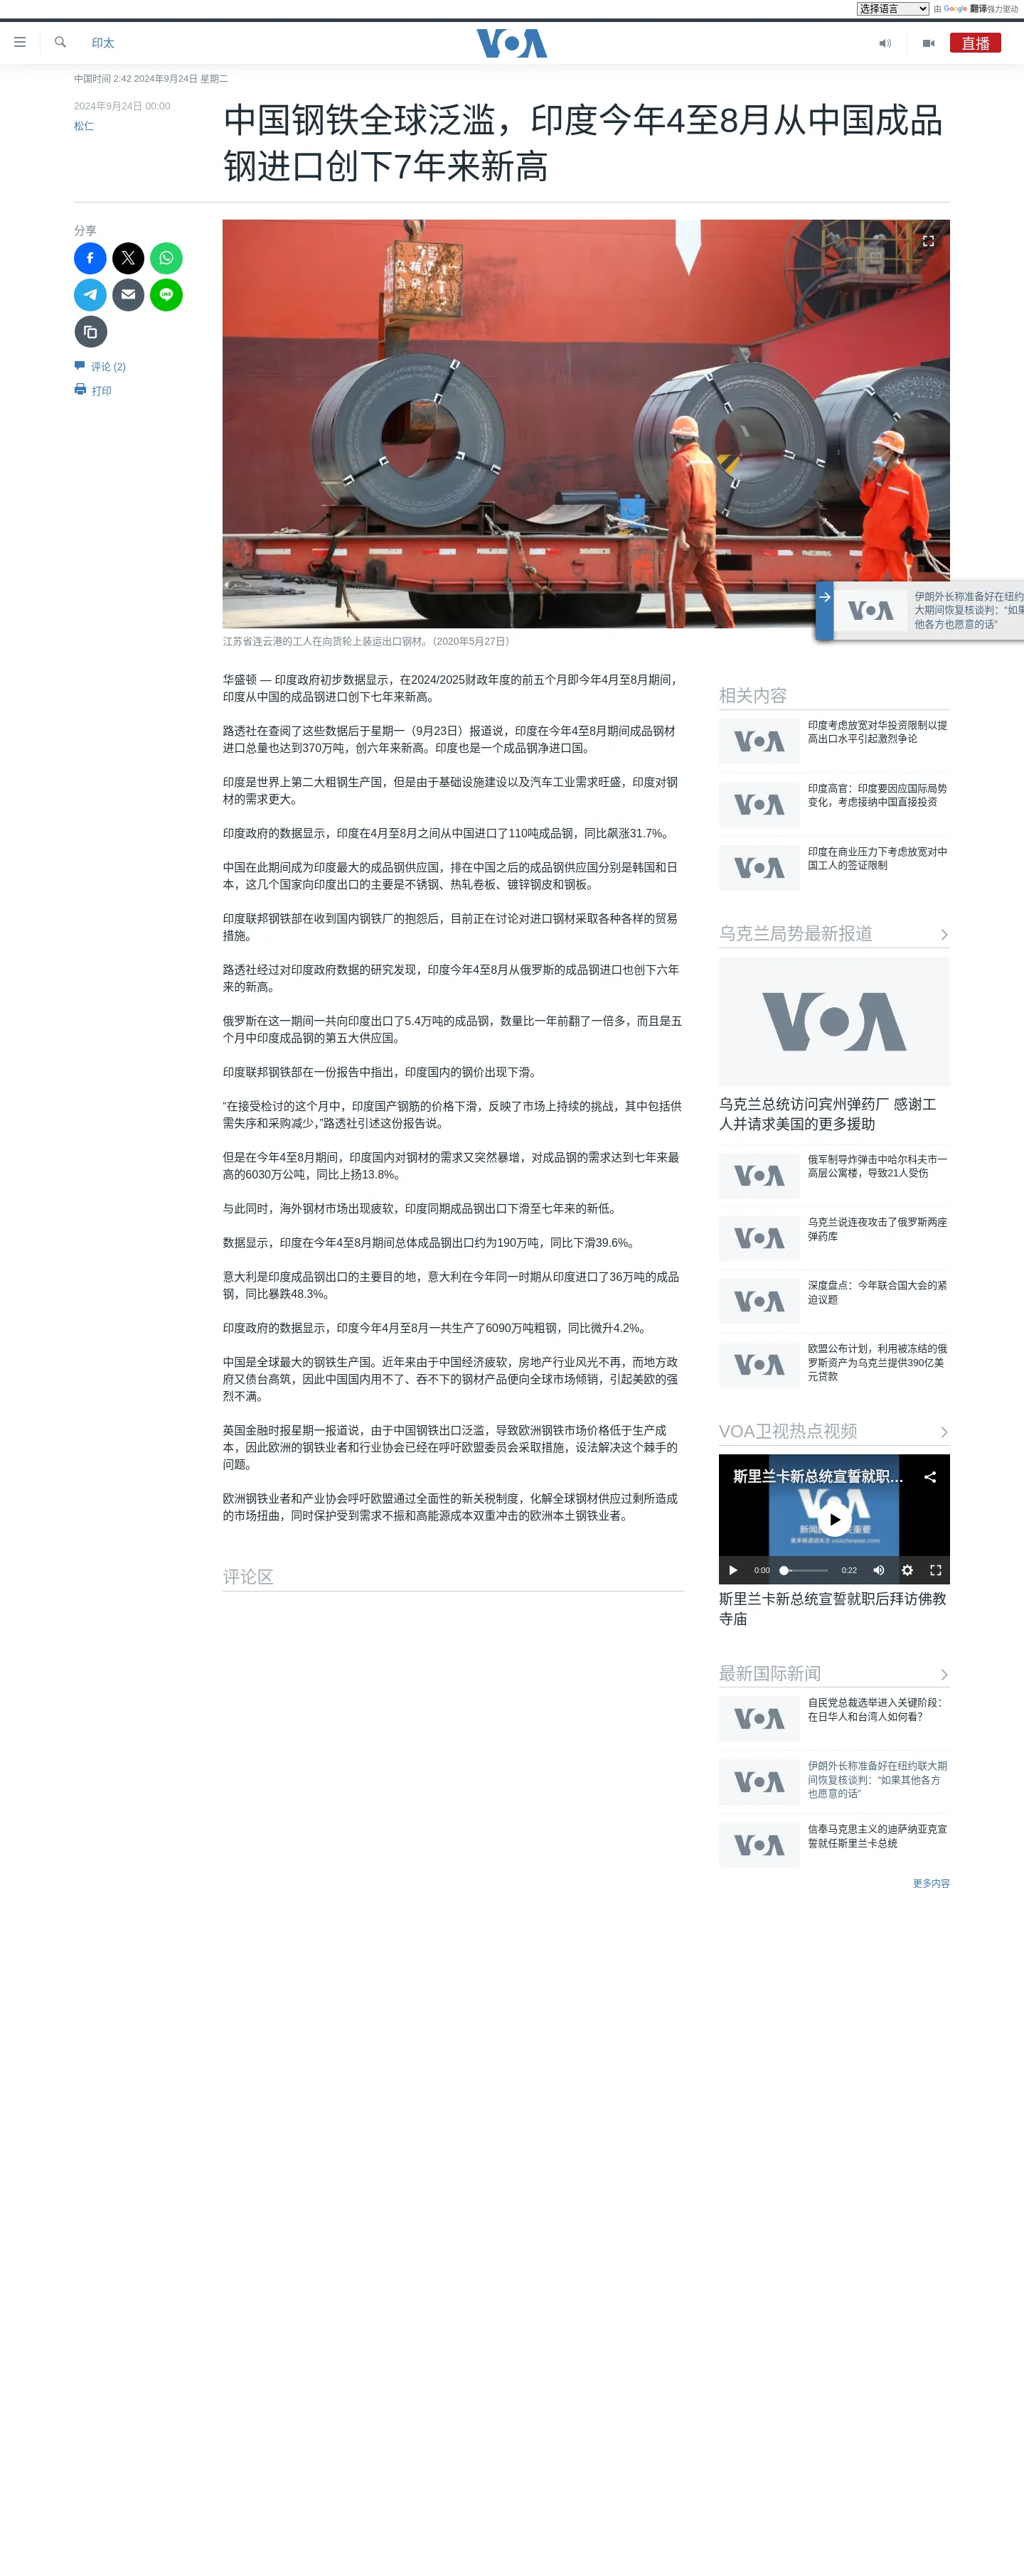 选择语言
由 Google 翻译强力驱动
印太
VOA
直播
中国时间 2:42 2024年9月24日 星期二
2024年9月24日 00:00
松仁
中国钢铁全球泛滥，印度今年4至8月从中国成品
钢进口创下7年来新高
分享
评论 (2)
打印
江苏省连云港的工人在向货轮上装运出口钢材。（2020年5月27日）
伊朗外长称准备好在纽约
大期间恢复核谈判：“如果
他各方也愿意的话”
华盛顿 — 印度政府初步数据显示，在2024/2025财政年度的前五个月即今年4月至8月期间，
印度从中国的成品钢进口创下七年来新高。
路透社在查阅了这些数据后于星期一（9月23日）报道说，印度在今年4至8月期间成品钢材
进口总量也达到370万吨，创六年来新高。印度也是一个成品钢净进口国。
印度是世界上第二大粗钢生产国，但是由于基础设施建设以及汽车工业需求旺盛，印度对钢
材的需求更大。
印度政府的数据显示，印度在4月至8月之间从中国进口了110吨成品钢，同比飙涨31.7%。
中国在此期间成为印度最大的成品钢供应国，排在中国之后的成品钢供应国分别是韩国和日
本，这几个国家向印度出口的主要是不锈钢、热轧卷板、镀锌钢皮和钢板。
印度联邦钢铁部在收到国内钢铁厂的抱怨后，目前正在讨论对进口钢材采取各种各样的贸易
措施。
路透社经过对印度政府数据的研究发现，印度今年4至8月从俄罗斯的成品钢进口也创下六年
来的新高。
俄罗斯在这一期间一共向印度出口了5.4万吨的成品钢，数量比一年前翻了一倍多，而且是五
个月中印度成品钢的第五大供应国。
印度联邦钢铁部在一份报告中指出，印度国内的钢价出现下滑。
“在接受检讨的这个月中，印度国产钢筋的价格下滑，反映了市场上持续的挑战，其中包括供
需失序和采购减少，”路透社引述这份报告说。
但是在今年4至8月期间，印度国内对钢材的需求又突然暴增，对成品钢的需求达到七年来最
高的6030万公吨，同比上扬13.8%。
与此同时，海外钢材市场出现疲软，印度同期成品钢出口下滑至七年来的新低。
数据显示，印度在今年4至8月期间总体成品钢出口约为190万吨，同比下滑39.6%。
意大利是印度成品钢出口的主要目的地，意大利在今年同一时期从印度进口了36万吨的成品
钢，同比暴跌48.3%。
印度政府的数据显示，印度今年4月至8月一共生产了6090万吨粗钢，同比微升4.2%。
中国是全球最大的钢铁生产国。近年来由于中国经济疲软，房地产行业风光不再，而地方政
府又债台高筑，因此中国国内用不了、吞不下的钢材产品便向全球市场倾销，引起美欧的强
烈不满。
英国金融时报星期一报道说，由于中国钢铁出口泛滥，导致欧洲钢铁市场价格低于生产成
本，因此欧洲的钢铁业者和行业协会已经在呼吁欧盟委员会采取措施，设法解决这个棘手的
问题。
欧洲钢铁业者和产业协会呼吁欧盟通过全面性的新关税制度，化解全球钢材供应过剩所造成
的市场扭曲，同时保护受到需求不振和高能源成本双重冲击的欧洲本土钢铁业者。
评论区
相关内容
VOA
印度考虑放宽对华投资限制以提
高出口水平引起激烈争论
VOA
印度高官：印度要因应国际局势
变化，考虑接纳中国直接投资
VOA
印度在商业压力下考虑放宽对中
国工人的签证限制
乌克兰局势最新报道
VOA
乌克兰总统访问宾州弹药厂 感谢工
人并请求美国的更多援助
VOA
俄军制导炸弹击中哈尔科夫市一
高层公寓楼，导致21人受伤
VOA
乌克兰说连夜攻击了俄罗斯两座
弹药库
VOA
深度盘点：今年联合国大会的紧
迫议题
VOA
欧盟公布计划，利用被冻结的俄
罗斯资产为乌克兰提供390亿美
元贷款
VOA卫视热点视频
斯里兰卡新总统宣誓就职...
0:00
0:22
斯里兰卡新总统宣誓就职后拜访佛教
寺庙
最新国际新闻
VOA
自民党总裁选举进入关键阶段：
在日华人和台湾人如何看？
VOA
伊朗外长称准备好在纽约联大期
间恢复核谈判：“如果其他各方
也愿意的话”
VOA
信奉马克思主义的迪萨纳亚克宣
誓就任斯里兰卡总统
更多内容